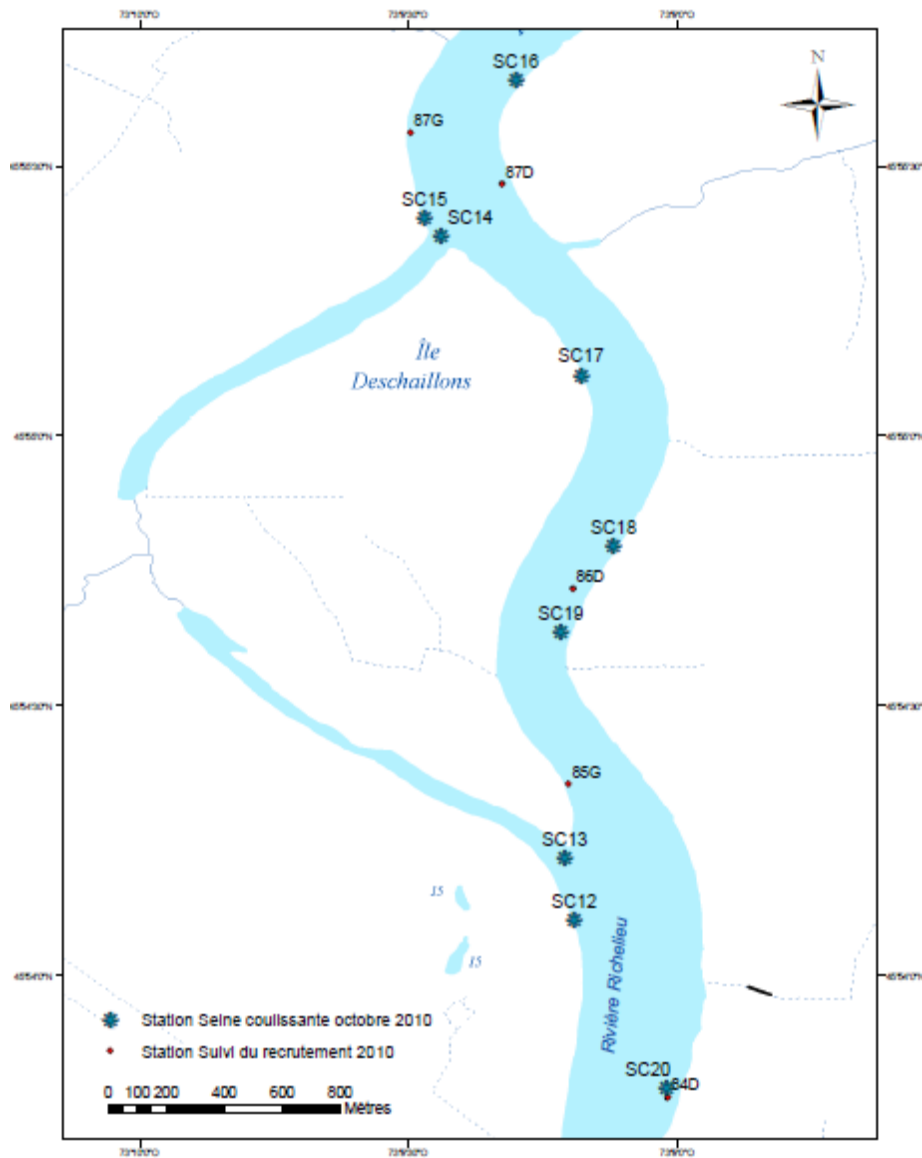 SC16
N
87G
87D
SC15
SC14
Île
Deschaillons
SC17
SC18
86D
SC19
85G
SC13
15
SC12
15
Rivière Richelieu
Station Seine coulissante octobre 2010
Station Suivi du recrutement 2010
0 100 200 400 600 800
Mètres
SC20
84D